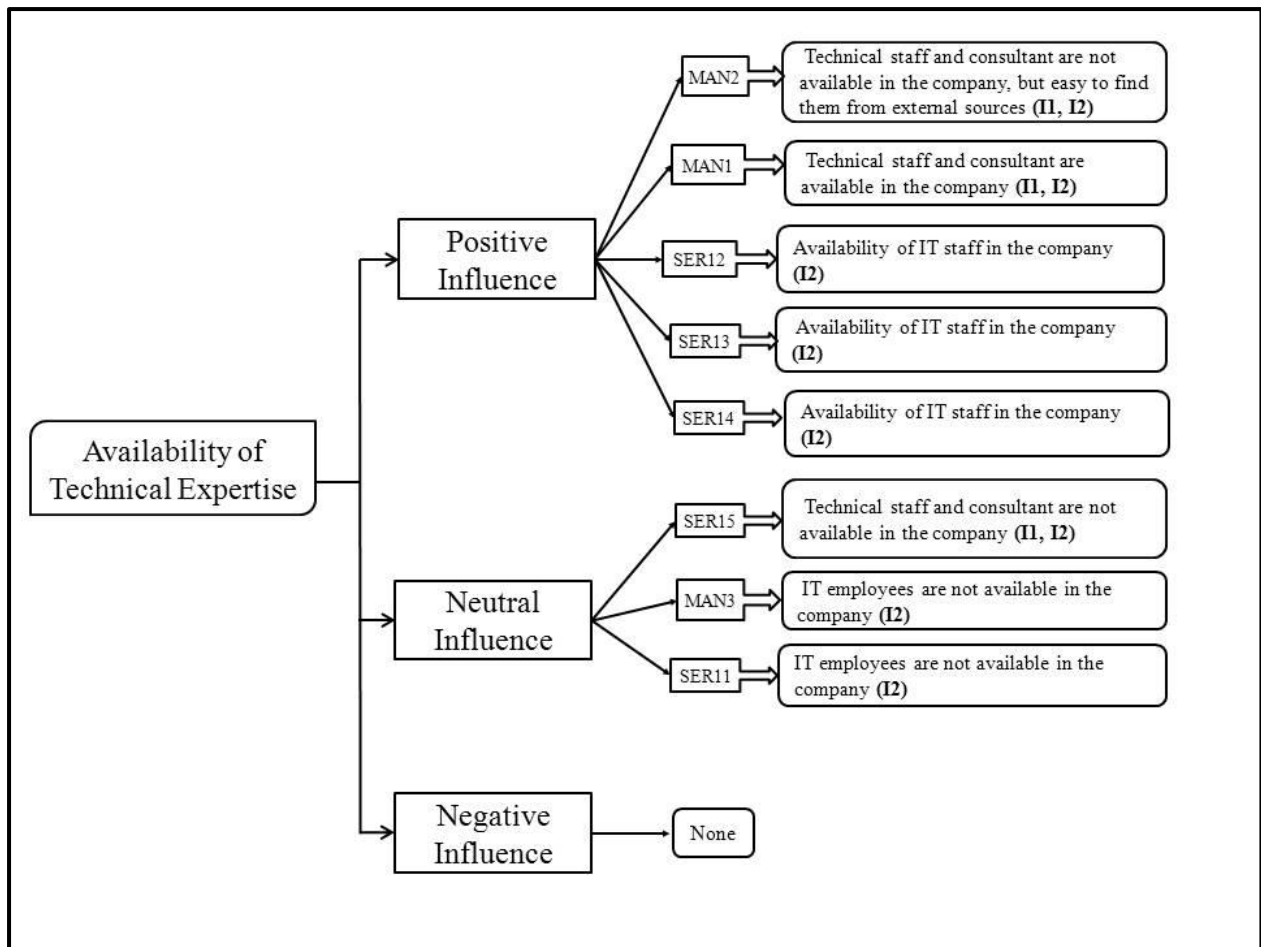 MAN2
Technical staff and consultant are not
available in the company, but easy to find
them from external sources (I1, I2)
MAN1
Technical staff and consultant are
available in the company (I1, I2)
Positive
Influence
SER12
Availability of IT staff in the company
(I2)
SER13
Availability of IT staff in the company
(I2)
SER14
Availability of IT staff in the company
(I2)
Availability of
Technical Expertise
SER15
Technical staff and consultant are not
available in the company (I1, I2)
Neutral
Influence
MAN3
IT employees are not available in the
company (I2)
SER11
IT employees are not available in the
company (I2)
Negative
Influence
None